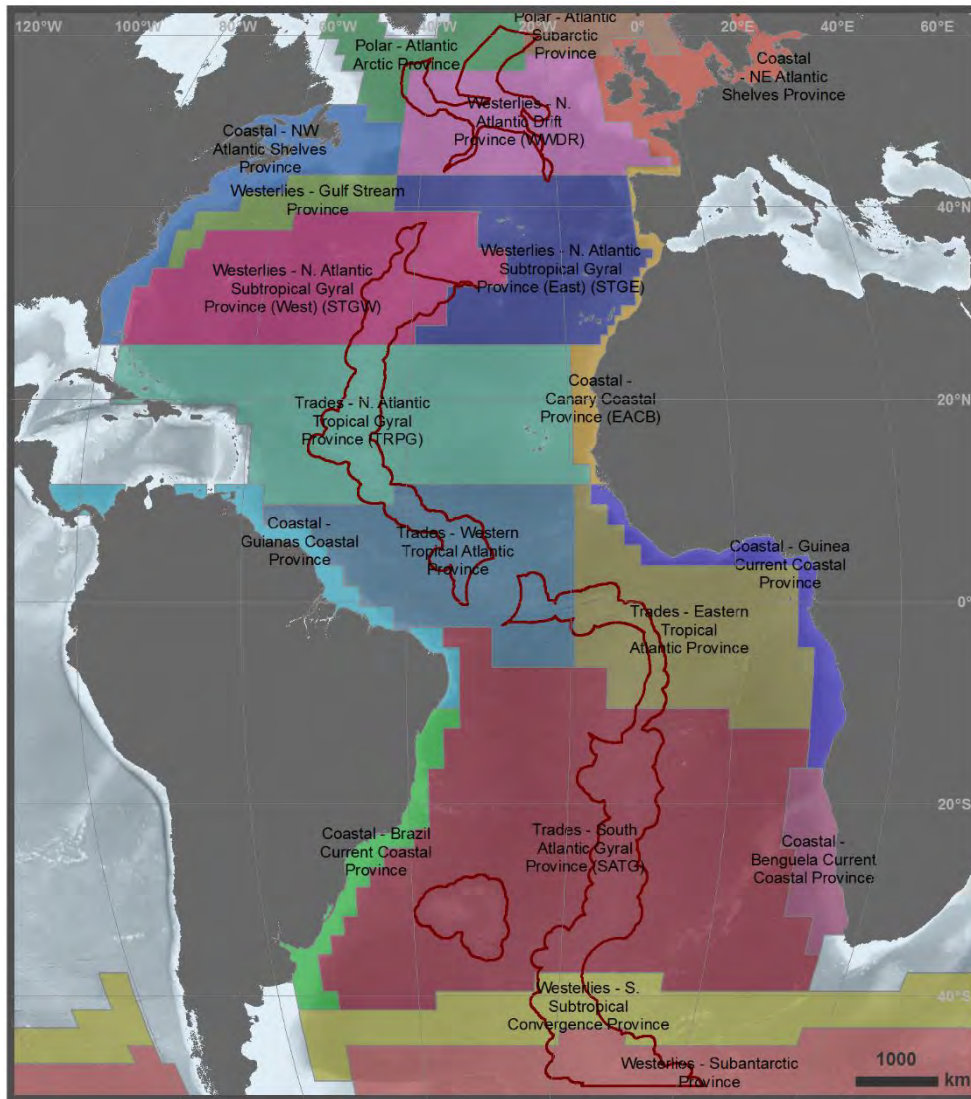 120°W
60°W
40°W
20°W
0°
20°E
40°E
60°E
Polar - Atlantic
Subarctic
Province
Polar - Atlantic
Arctic Province
Coastal
- NE Atlantic
Shelves Province
Westerlies - N.
Atlantic Drift
Province (WWDR)
Coastal - NW
Atlantic Shelves
Province
Westerlies - Gulf Stream
Province
40°N
Westerlies - N. Atlantic
Subtropical Gyral
Province (West) (STGW)
Westerlies - N. Atlantic
Subtropical Gyral
Province (East) (STGE)
Trades - N. Atlantic
Tropical Gyral
Province (TRPG)
Coastal -
Canary Coastal
Province (EACB)
20°N
Coastal -
Guianas Coastal
Province
Trades - Western
Tropical Atlantic
Province
Coastal - Guinea
Current Coastal
Province
0°
Trades - Eastern
Tropical
Atlantic Province
20°S
Coastal - Brazil
Current Coastal
Province
Trades - South
Atlantic Gyral
Province (SATG)
Coastal -
Benguela Current
Coastal Province
40°S
Westerlies - S.
Subtropical
Convergence Province
Westerlies - Subantarctic
Province
1000
km